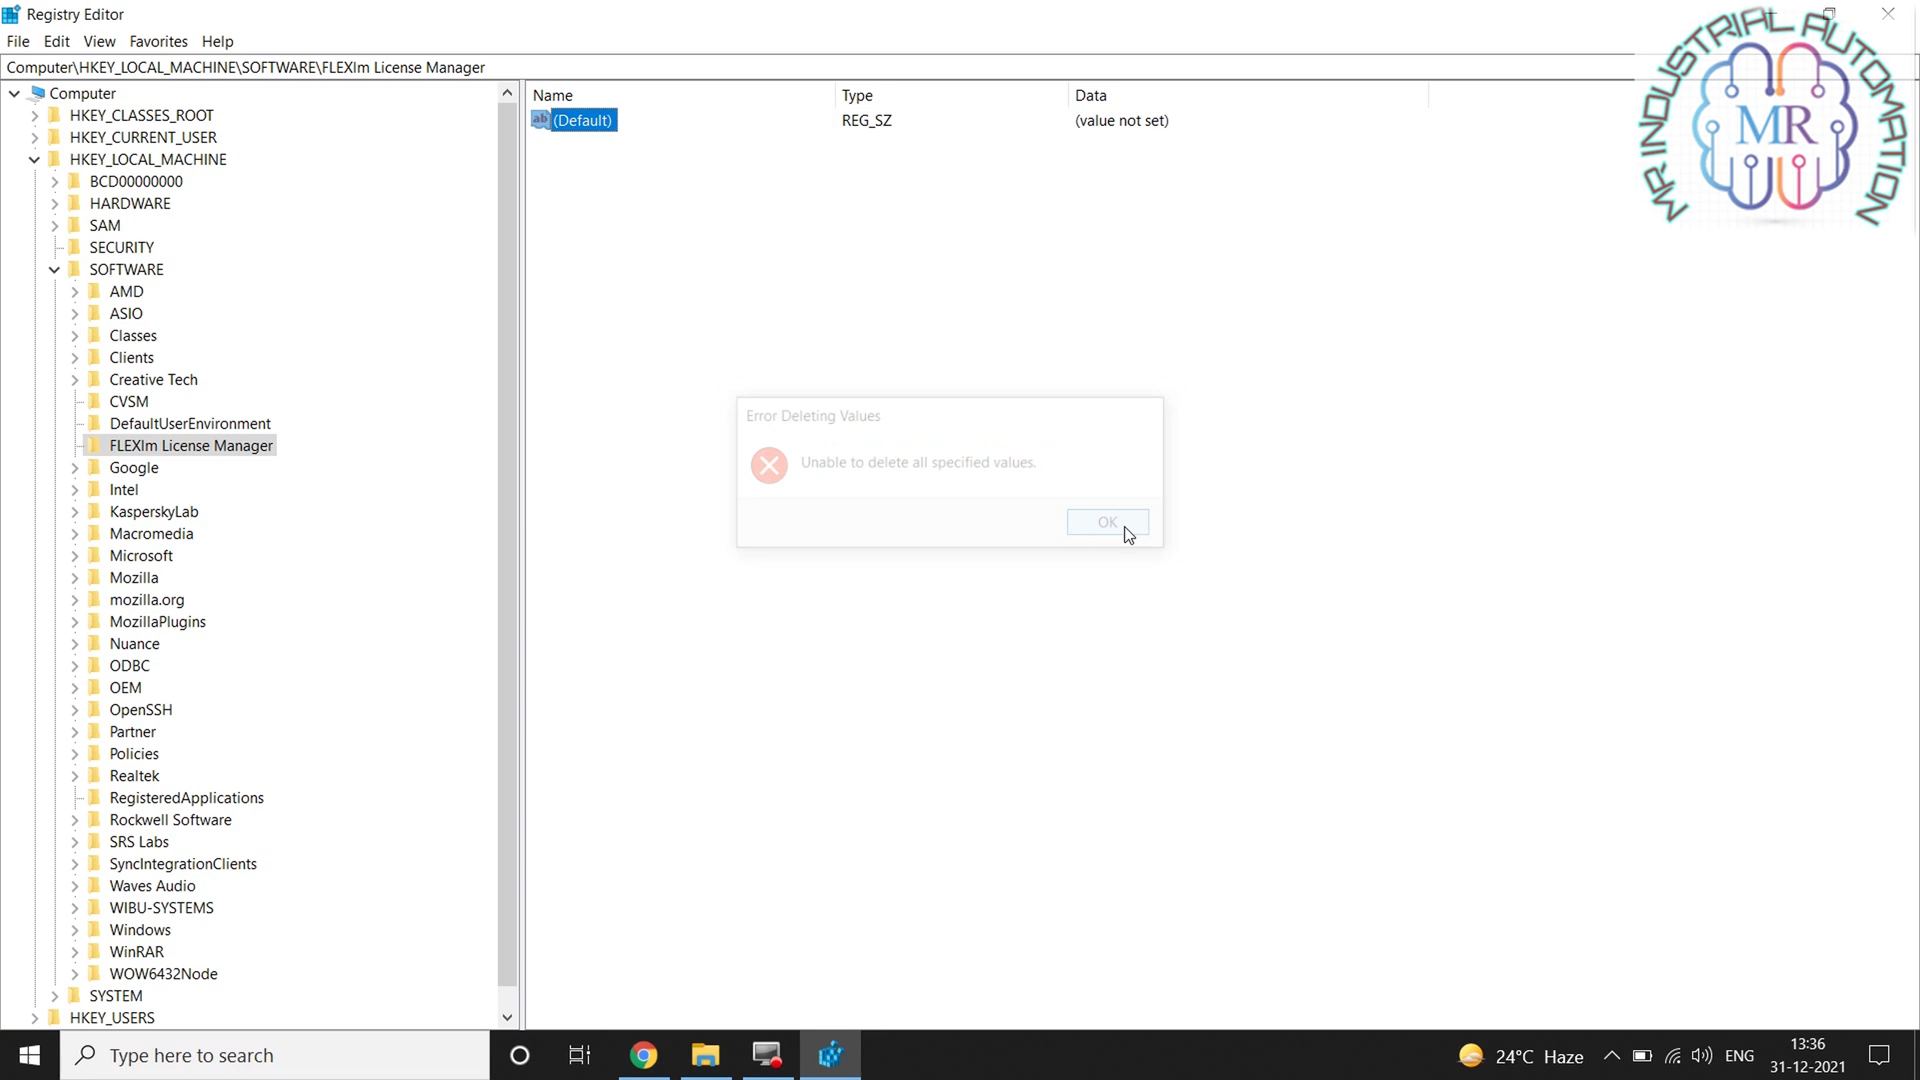 Registry Editor
File Edit View Favorites Help
Computer\HKEY_LOCAL_MACHINE\SOFTWARE\FLEXlm License Manager
Computer
HKEY_CLASSES_ROOT
HKEY_CURRENT_USER
HKEY_LOCAL_MACHINE
BCD00000000
HARDWARE
SAM
SECURITY
SOFTWARE
AMD
ASIO
Classes
Clients
Creative Tech
CVSM
DefaultUserEnvironment
FLEXlm License Manager
Google
Intel
KasperskyLab
Macromedia
Microsoft
Mozilla
mozilla.org
MozillaPlugins
Nuance
ODBC
OEM
OpenSSH
Partner
Policies
Realtek
RegisteredApplications
Rockwell Software
SRS Labs
SyncIntegrationClients
Waves Audio
WIBU-SYSTEMS
Windows
WinRAR
WOW6432Node
SYSTEM
HKEY_USERS
Name Type Data
ab (Default) REG_SZ (value not set)
Error Deleting Values
Unable to delete all specified values.
OK
MR INDUSTRIAL AUTOMATION
MR
Type here to search
24°C Haze
ENG
13:36
31-12-2021